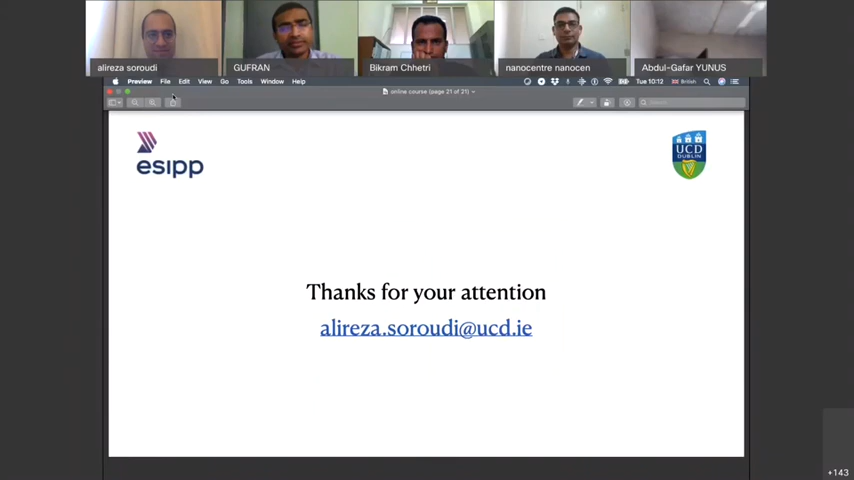 alireza soroudi
GUFRAN
Bikram Chhetri
nanocentre nanocen
Abdul-Gafar YUNUS
Preview File Edit View Go Tools Window Help
Tue 10:12
British
online course (page 21 of 21)
Search
esipp
UCD
DUBLIN
Thanks for your attention
alireza.soroudi@ucd.ie
+143